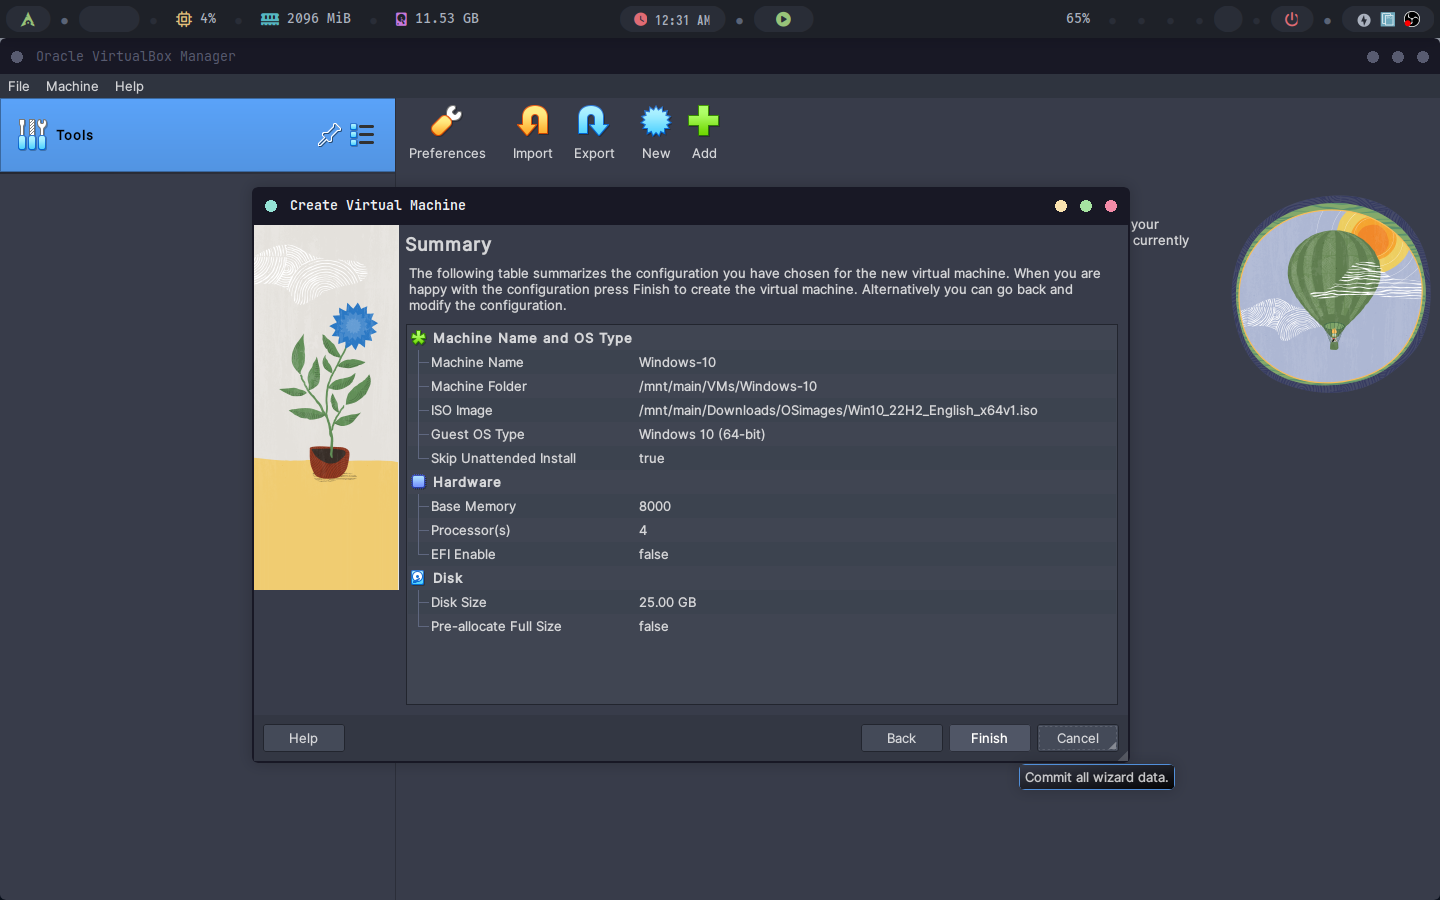 4%
2096 MiB
11.53 GB
12:31 AM
65%
Oracle VirtualBox Manager
File Machine Help
Tools
Preferences Import Export New Add
your
currently
Create Virtual Machine
Summary
The following table summarizes the configuration you have chosen for the new virtual machine. When you are
happy with the configuration press Finish to create the virtual machine. Alternatively you can go back and
modify the configuration.
Machine Name and OS Type
Machine Name Windows-10
Machine Folder /mnt/main/VMs/Windows-10
ISO Image /mnt/main/Downloads/OSimages/Win10_22H2_English_x64v1.iso
Guest OS Type Windows 10 (64-bit)
Skip Unattended Install true
Hardware
Base Memory 8000
Processor(s) 4
EFI Enable false
Disk
Disk Size 25.00 GB
Pre-allocate Full Size false
Help Back Finish Cancel
Commit all wizard data.